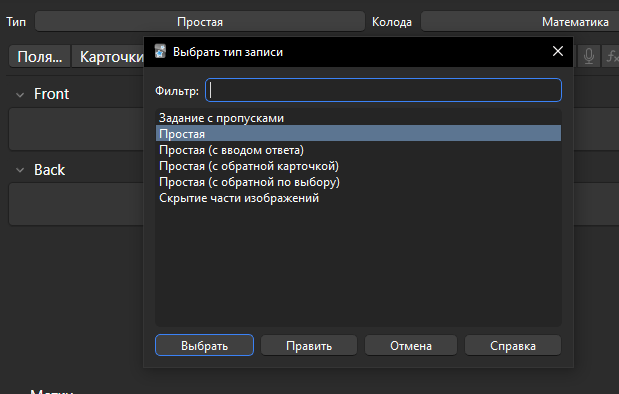 Тип Простая Колода Математика
Выбрать тип записи
Поля... Карточки
Фильтр:
Front
Задание с пропусками
Простая
Простая (с вводом ответа)
Простая (с обратной карточкой)
Простая (с обратной по выбору)
Скрытие части изображений
Back
Выбрать Править Отмена Справка